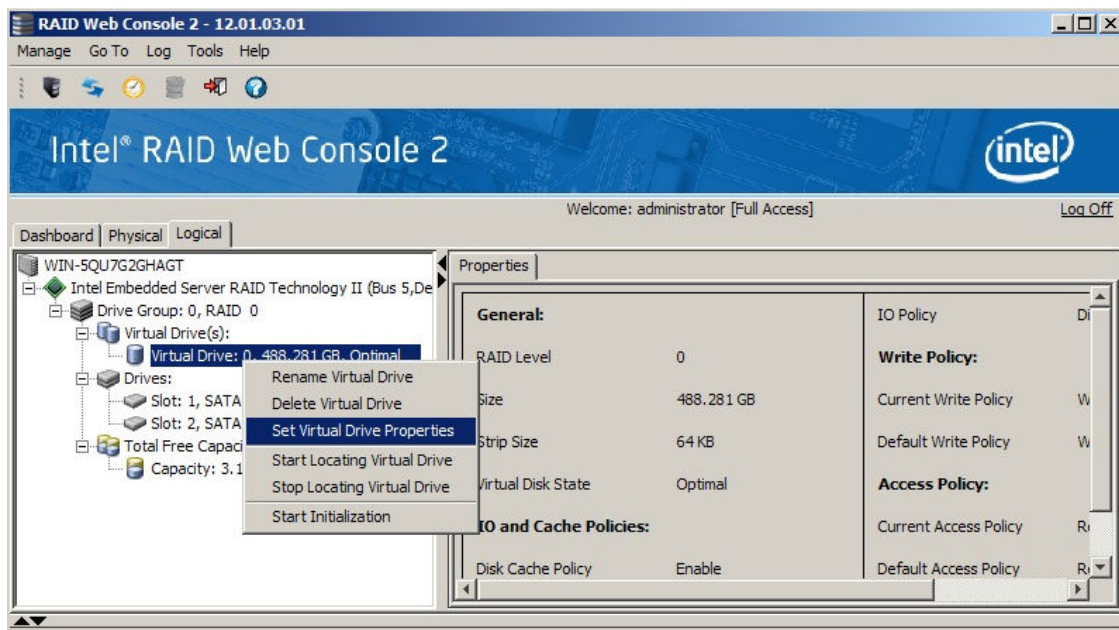 RAID Web Console 2 - 12.01.03.01
Manage Go To Log Tools Help
Intel® RAID Web Console 2
intel
Welcome: administrator [Full Access]
Log Off
Dashboard Physical Logical
WIN-5QU7G2GHAGT
Intel Embedded Server RAID Technology II (Bus 5,De
Drive Group: 0, RAID 0
Virtual Drive(s):
Virtual Drive: 0, 488.281 GB, Optimal
Drives:
Slot: 1, SATA
Slot: 2, SATA
Total Free Capaci
Capacity: 3.1
Rename Virtual Drive
Delete Virtual Drive
Set Virtual Drive Properties
Start Locating Virtual Drive
Stop Locating Virtual Drive
Start Initialization
Properties
General:
RAID Level 0
Size 488.281 GB
Strip Size 64 KB
Virtual Disk State Optimal
IO and Cache Policies:
Disk Cache Policy Enable
IO Policy Di
Write Policy:
Current Write Policy W
Default Write Policy W
Access Policy:
Current Access Policy R
Default Access Policy R